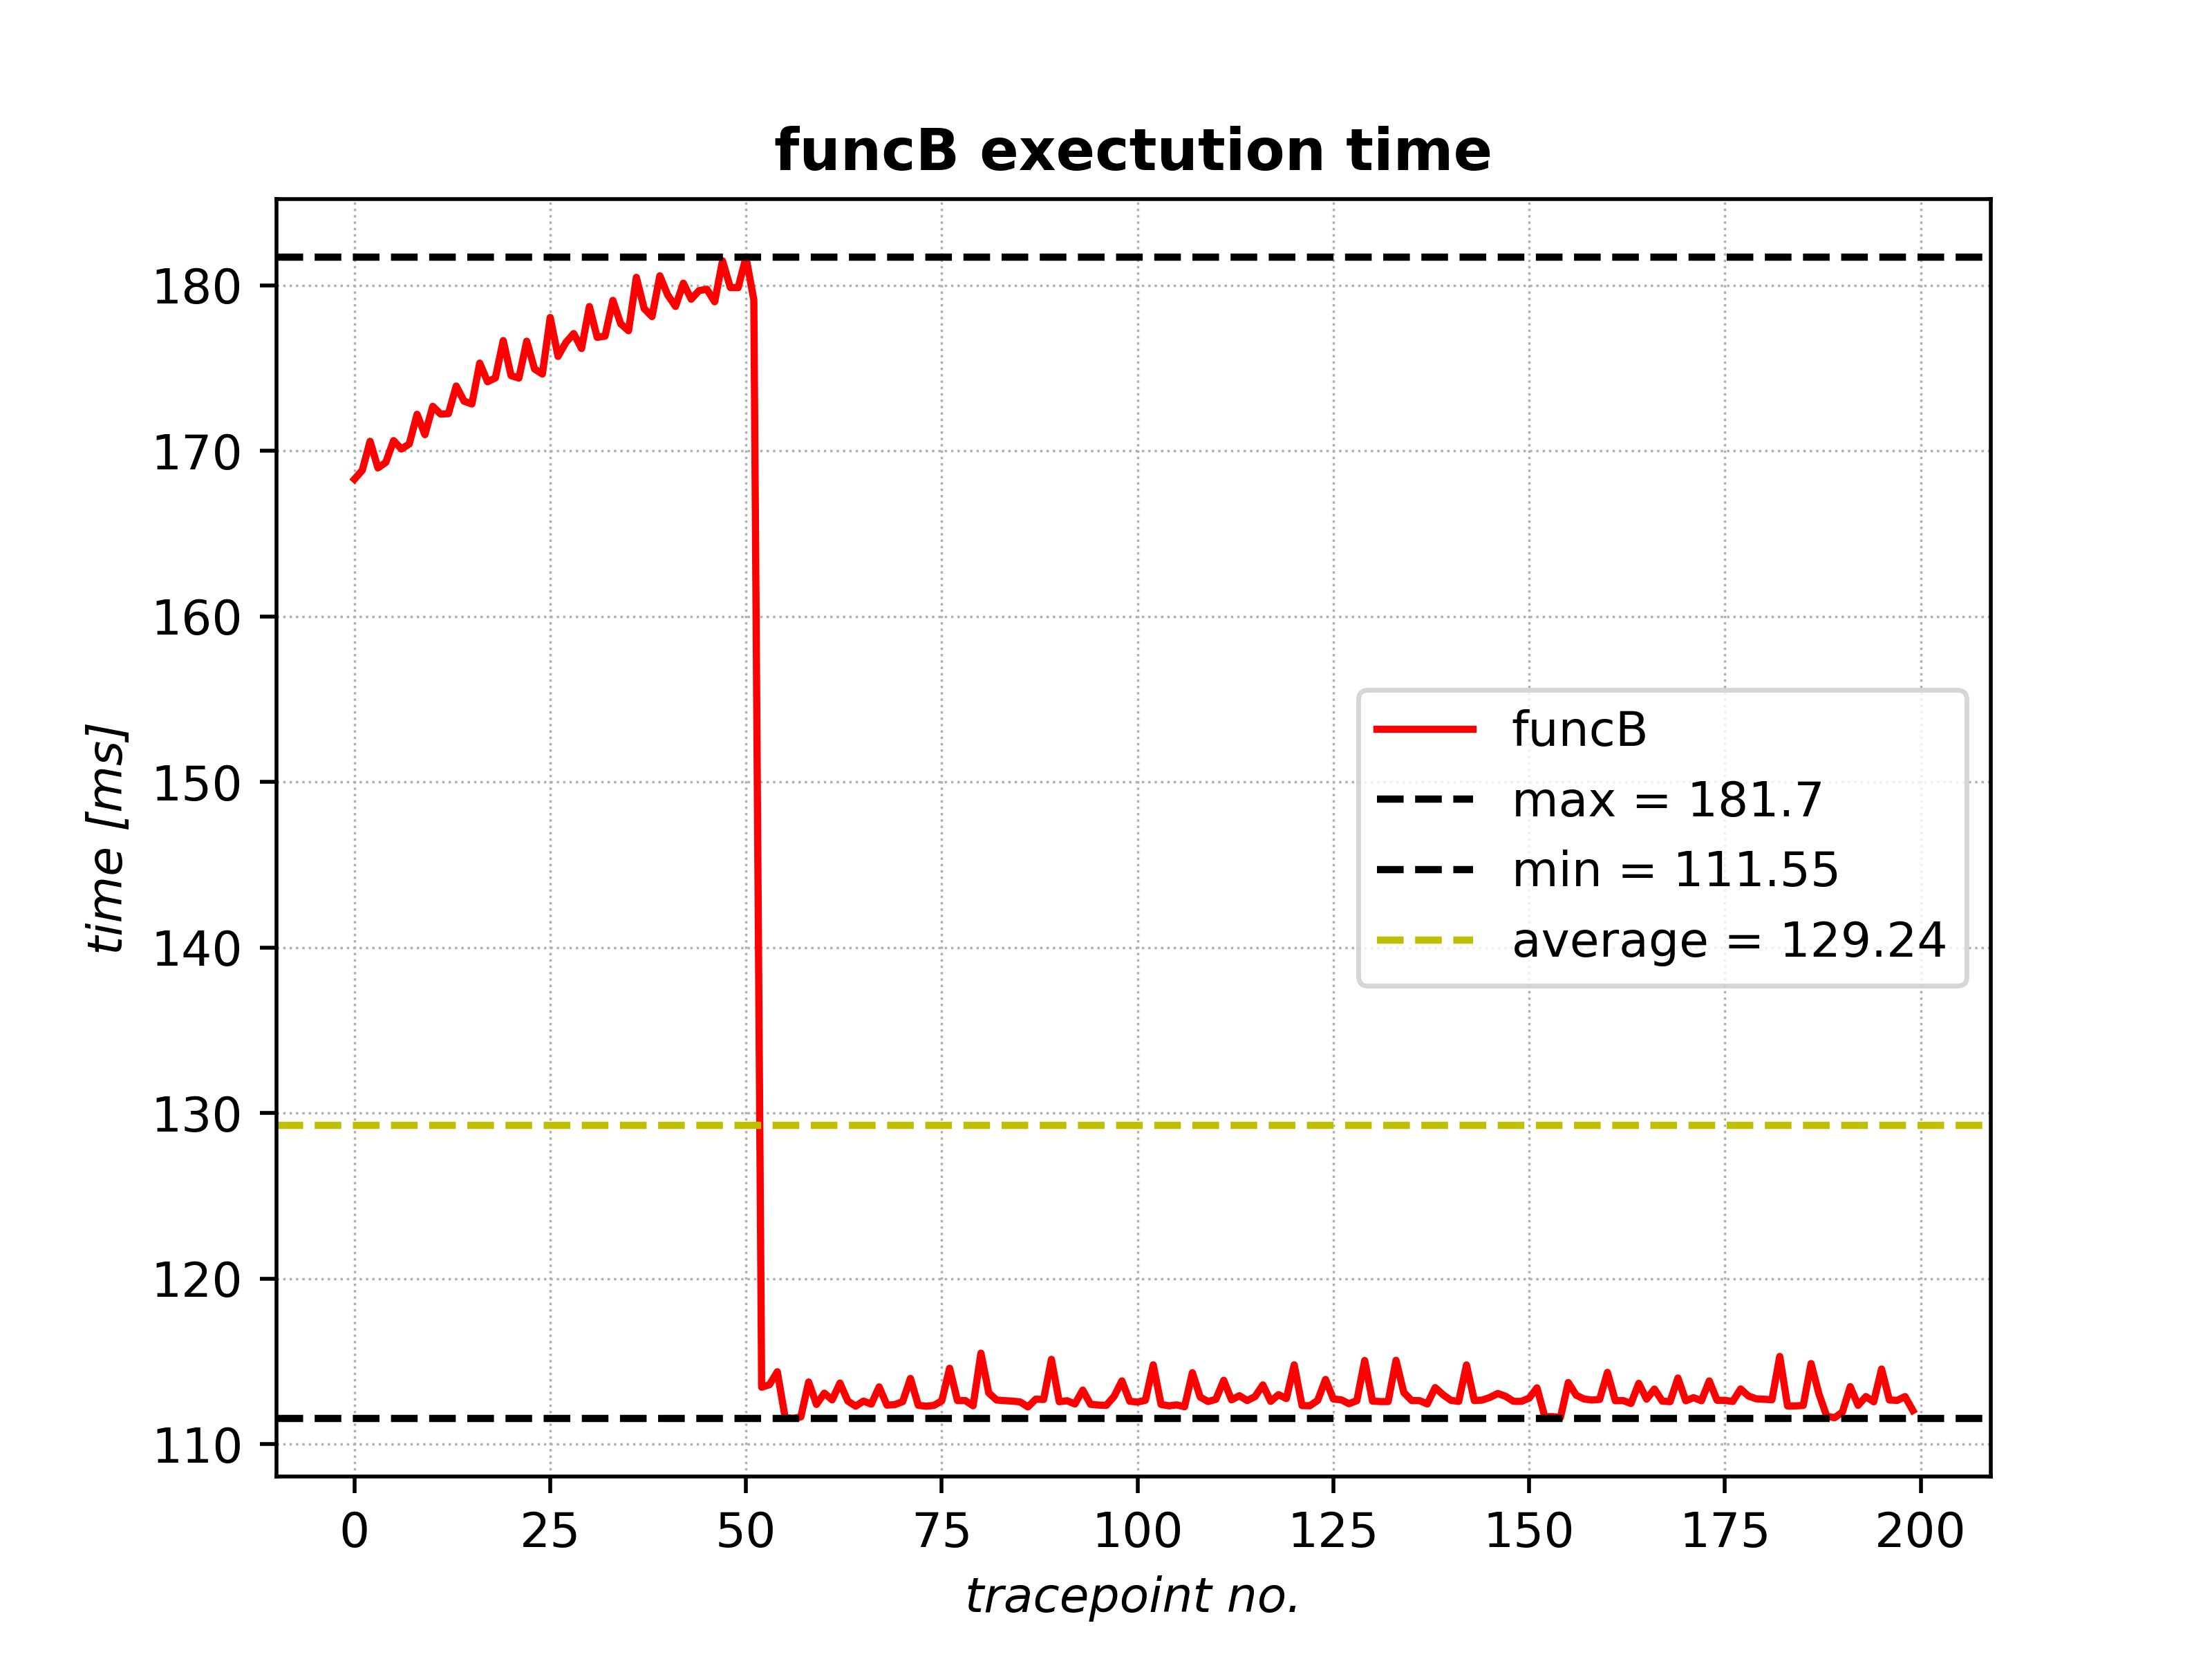 funcB exectution time
180
170
160
150
140
130
120
110
time [ms]
funcB
max = 181.7
min = 111.55
average = 129.24
0 25 50 75 100 125 150 175 200
tracepoint no.